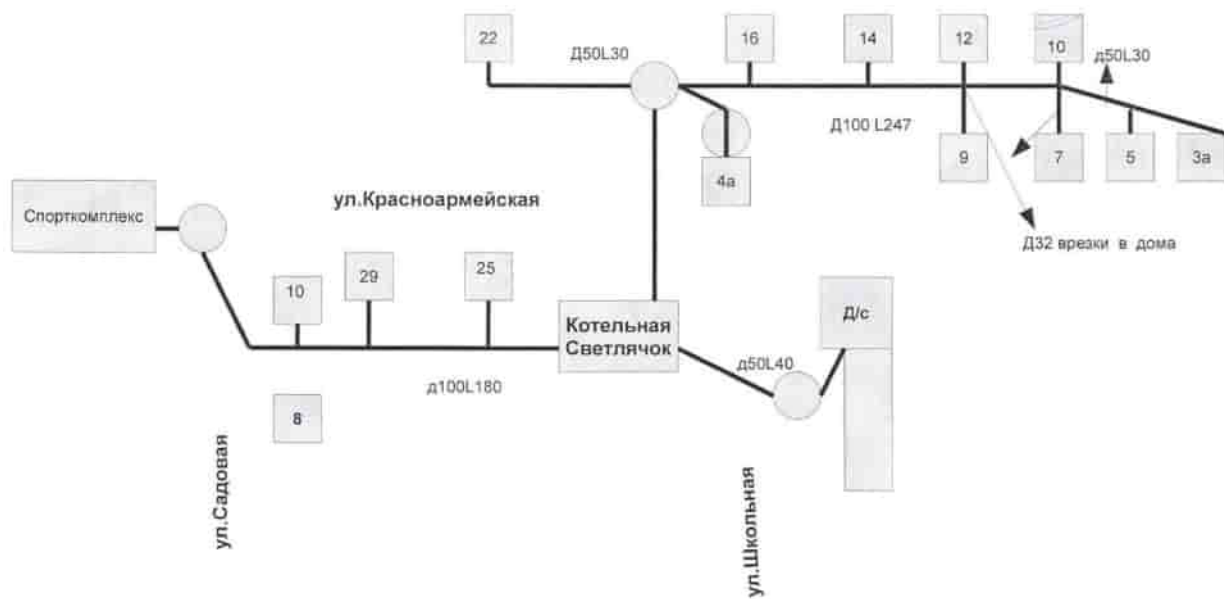 22
16
14
12
10
Д50L30
д50L30
Д100 L247
4а
9
7
5
3а
ул.Красноармейская
Спорткомплекс
Д32 врезки в дома
10
29
25
Котельная
Светлячок
Д/с
д50L40
д100L180
8
ул.Садовая
ул.Школьная